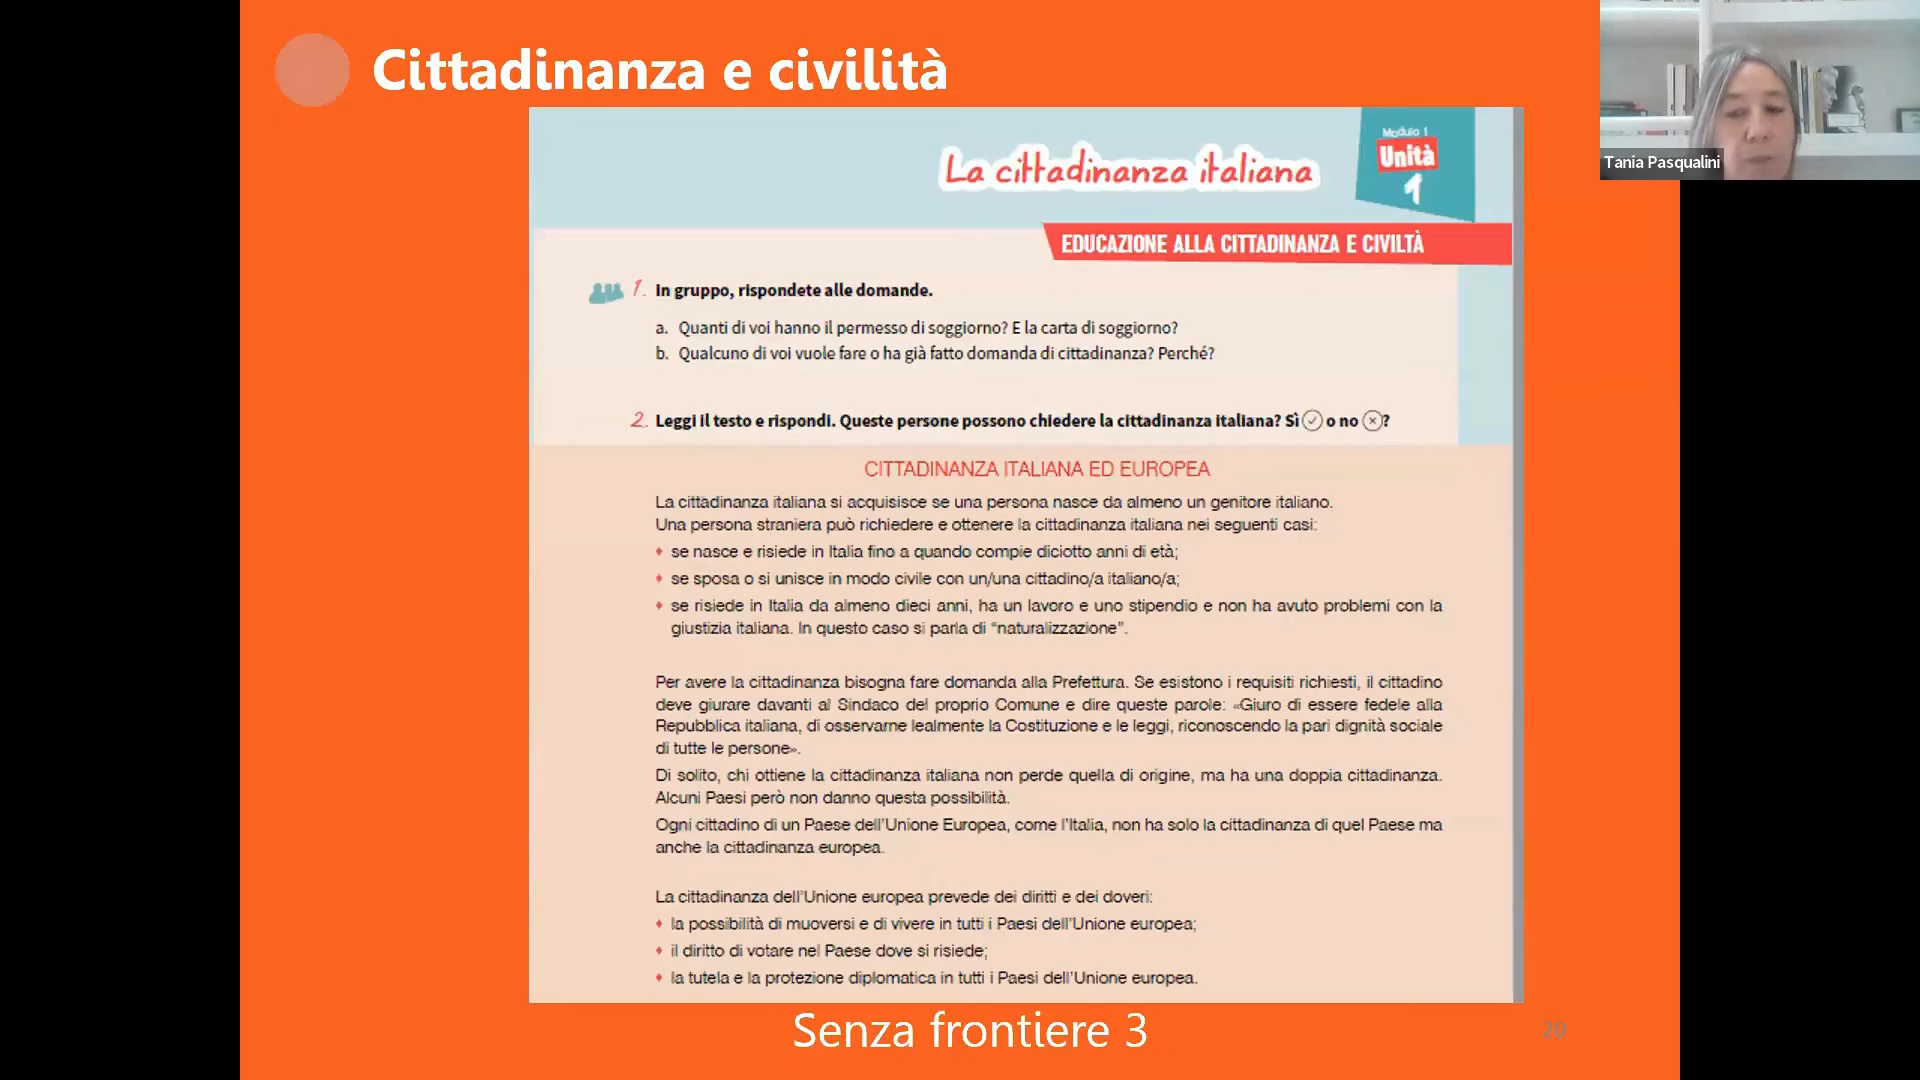 Cittadinanza e civilità
Tania Pasqualini
Modulo 1
Unità
1
La cittadinanza italiana
EDUCAZIONE ALLA CITTADINANZA E CIVILTÀ
1. In gruppo, rispondete alle domande.
a. Quanti di voi hanno il permesso di soggiorno? E la carta di soggiorno?
b. Qualcuno di voi vuole fare o ha già fatto domanda di cittadinanza? Perché?
2. Leggi il testo e rispondi. Queste persone possono chiedere la cittadinanza italiana? Sì ✓ o no ×?
CITTADINANZA ITALIANA ED EUROPEA
La cittadinanza italiana si acquisisce se una persona nasce da almeno un genitore italiano.
Una persona straniera può richiedere e ottenere la cittadinanza italiana nei seguenti casi:
♦ se nasce e risiede in Italia fino a quando compie diciotto anni di età;
♦ se sposa o si unisce in modo civile con un/una cittadino/a italiano/a;
♦ se risiede in Italia da almeno dieci anni, ha un lavoro e uno stipendio e non ha avuto problemi con la
giustizia italiana. In questo caso si parla di “naturalizzazione”.
Per avere la cittadinanza bisogna fare domanda alla Prefettura. Se esistono i requisiti richiesti, il cittadino
deve giurare davanti al Sindaco del proprio Comune e dire queste parole: «Giuro di essere fedele alla
Repubblica italiana, di osservarne lealmente la Costituzione e le leggi, riconoscendo la pari dignità sociale
di tutte le persone».
Di solito, chi ottiene la cittadinanza italiana non perde quella di origine, ma ha una doppia cittadinanza.
Alcuni Paesi però non danno questa possibilità.
Ogni cittadino di un Paese dell’Unione Europea, come l’Italia, non ha solo la cittadinanza di quel Paese ma
anche la cittadinanza europea.
La cittadinanza dell’Unione europea prevede dei diritti e dei doveri:
♦ la possibilità di muoversi e di vivere in tutti i Paesi dell’Unione europea;
♦ il diritto di votare nel Paese dove si risiede;
♦ la tutela e la protezione diplomatica in tutti i Paesi dell’Unione europea.
Senza frontiere 3
20